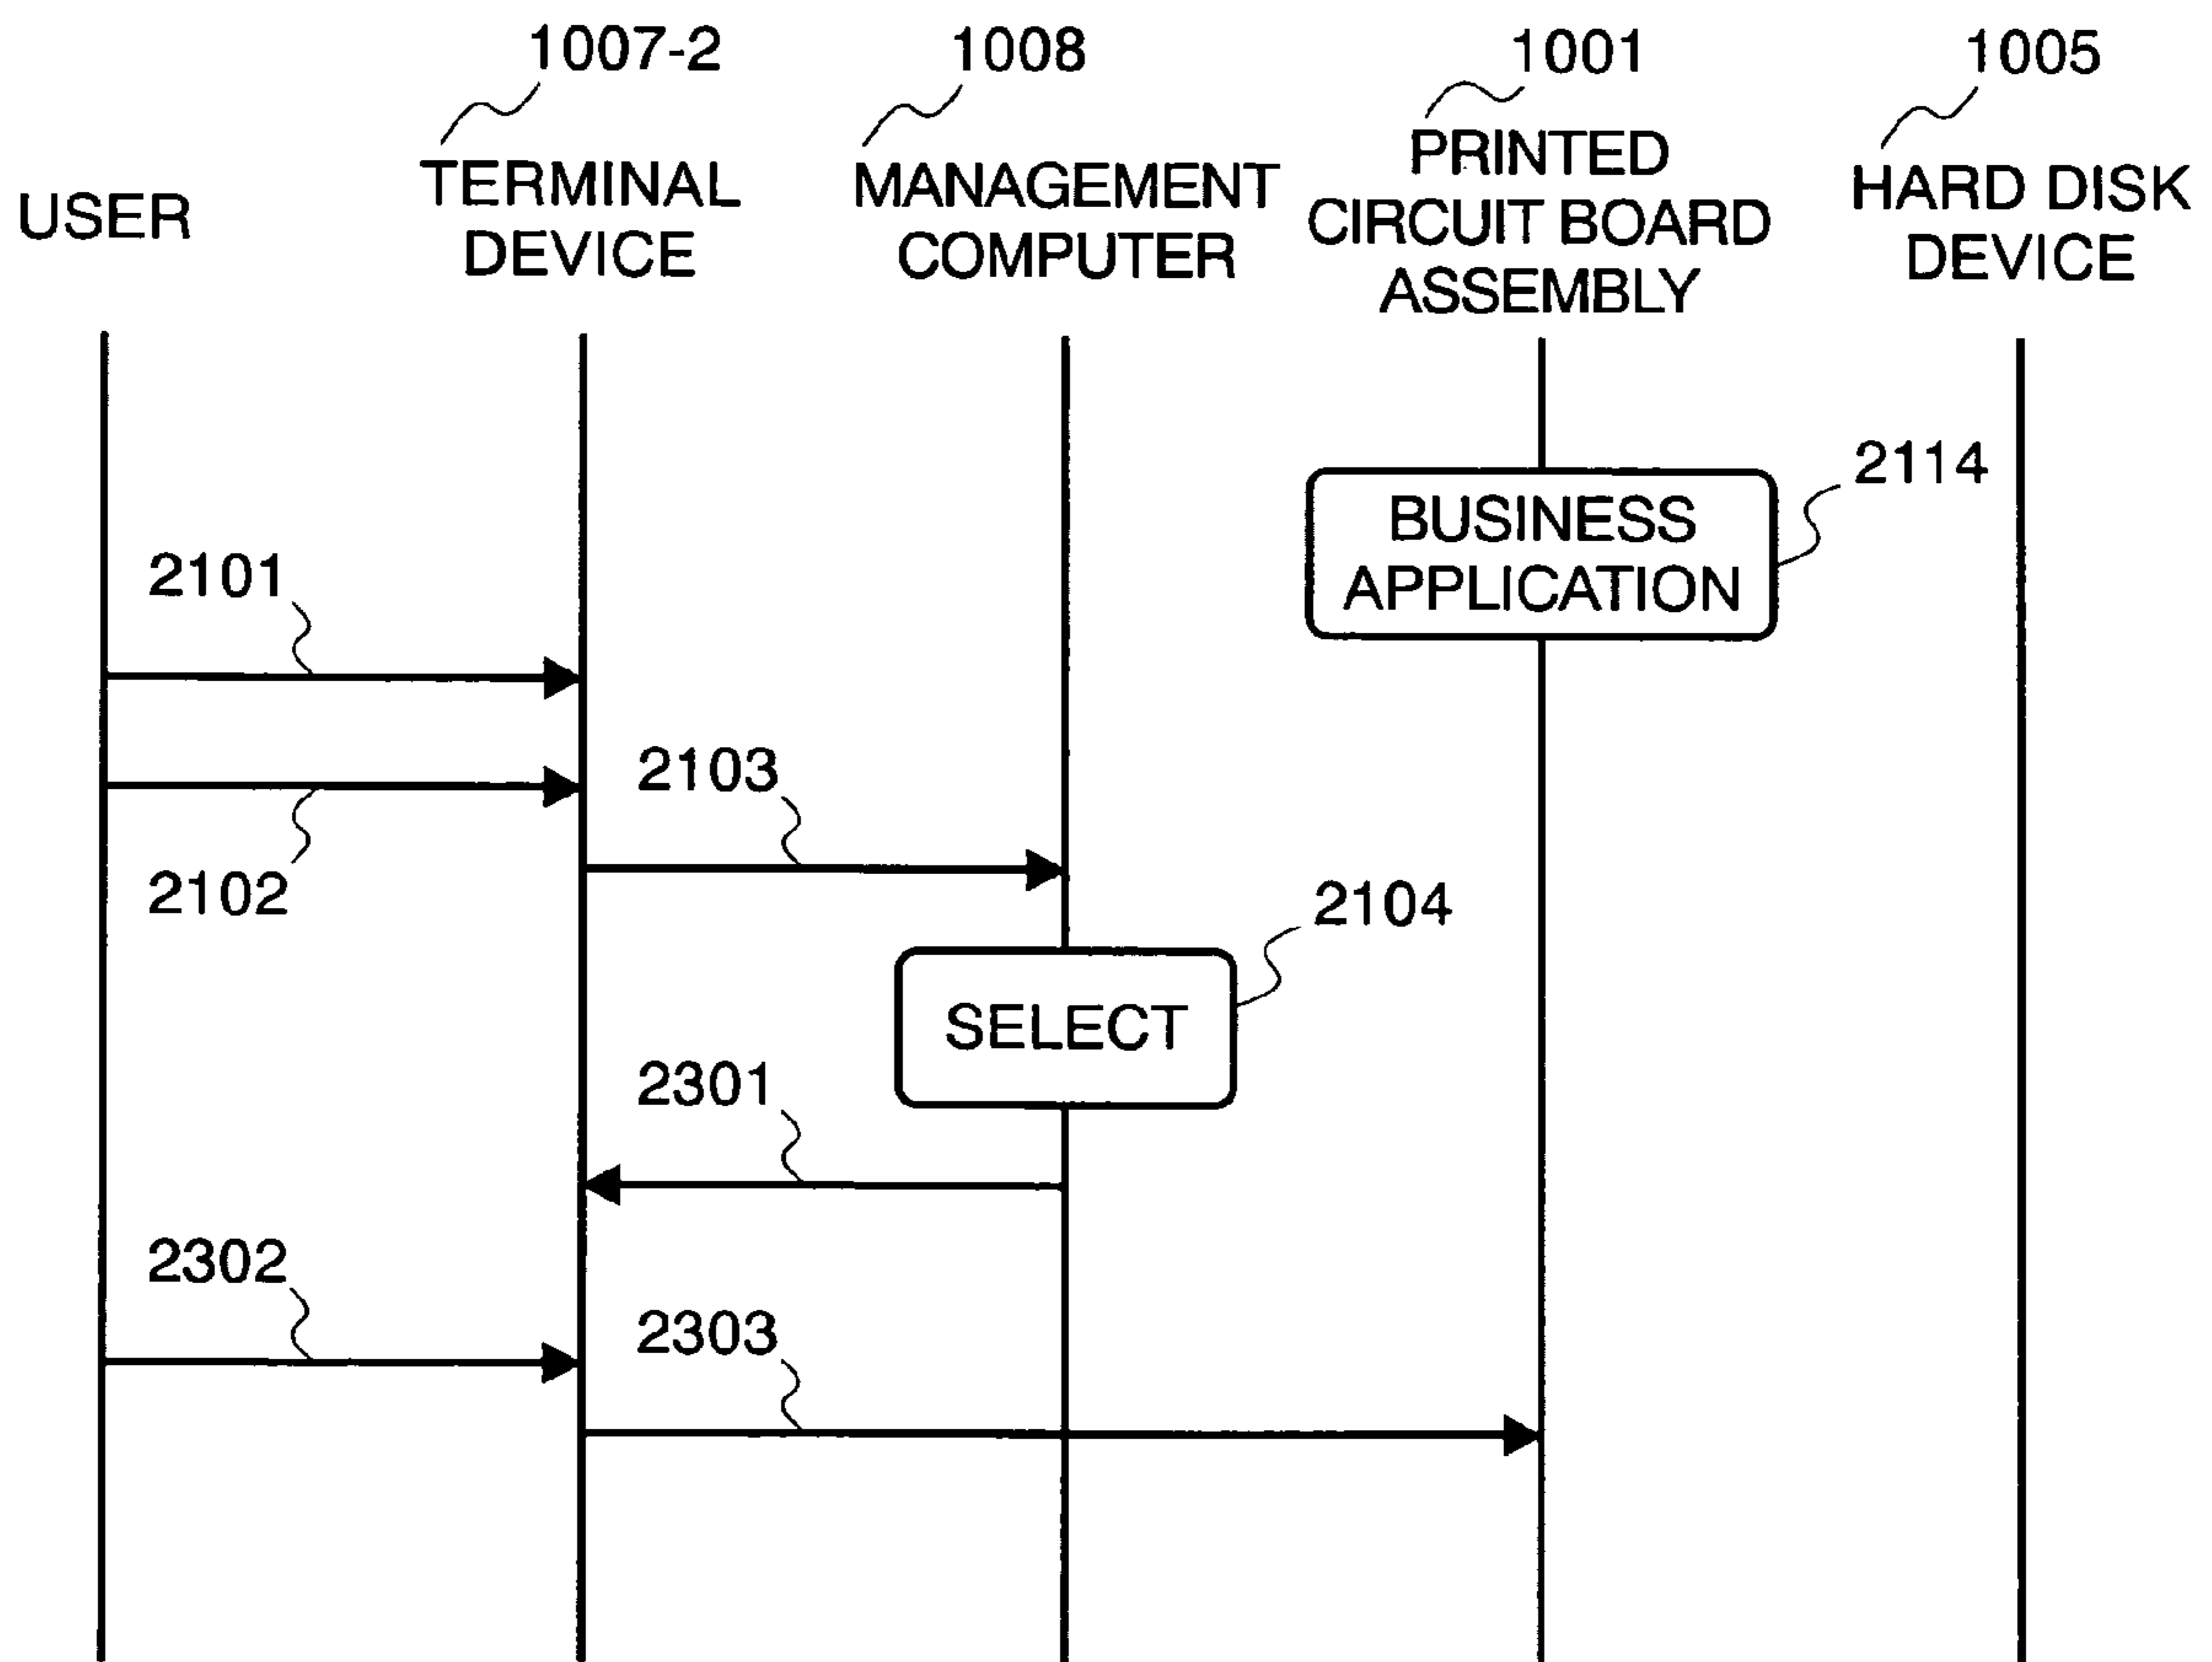 1007-2
1008
1001
1005
USER
TERMINAL
DEVICE
MANAGEMENT
COMPUTER
PRINTED
CIRCUIT BOARD
ASSEMBLY
HARD DISK
DEVICE
2114
BUSINESS
APPLICATION
2101
2103
2102
2104
SELECT
2301
2302
2303